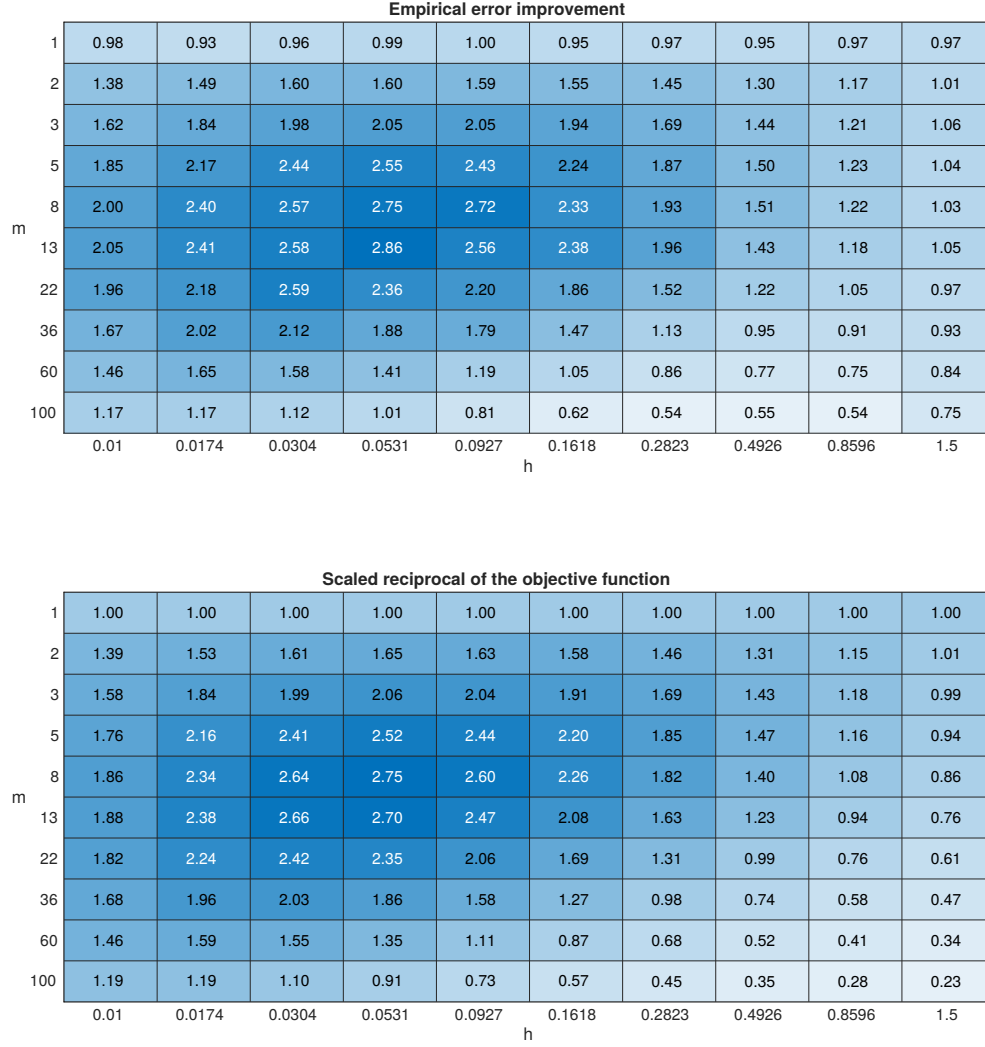 Empirical error improvement
1 0.98 0.93 0.96 0.99 1.00 0.95 0.97 0.95 0.97 0.97
2 1.38 1.49 1.60 1.60 1.59 1.55 1.45 1.30 1.17 1.01
3 1.62 1.84 1.98 2.05 2.05 1.94 1.69 1.44 1.21 1.06
5 1.85 2.17 2.44 2.55 2.43 2.24 1.87 1.50 1.23 1.04
8 2.00 2.40 2.57 2.75 2.72 2.33 1.93 1.51 1.22 1.03
m
13 2.05 2.41 2.58 2.86 2.56 2.38 1.96 1.43 1.18 1.05
22 1.96 2.18 2.59 2.36 2.20 1.86 1.52 1.22 1.05 0.97
36 1.67 2.02 2.12 1.88 1.79 1.47 1.13 0.95 0.91 0.93
60 1.46 1.65 1.58 1.41 1.19 1.05 0.86 0.77 0.75 0.84
100 1.17 1.17 1.12 1.01 0.81 0.62 0.54 0.55 0.54 0.75
0.01 0.0174 0.0304 0.0531 0.0927 0.1618 0.2823 0.4926 0.8596 1.5
h
Scaled reciprocal of the objective function
1 1.00 1.00 1.00 1.00 1.00 1.00 1.00 1.00 1.00 1.00
2 1.39 1.53 1.61 1.65 1.63 1.58 1.46 1.31 1.15 1.01
3 1.58 1.84 1.99 2.06 2.04 1.91 1.69 1.43 1.18 0.99
5 1.76 2.16 2.41 2.52 2.44 2.20 1.85 1.47 1.16 0.94
8 1.86 2.34 2.64 2.75 2.60 2.26 1.82 1.40 1.08 0.86
m
13 1.88 2.38 2.66 2.70 2.47 2.08 1.63 1.23 0.94 0.76
22 1.82 2.24 2.42 2.35 2.06 1.69 1.31 0.99 0.76 0.61
36 1.68 1.96 2.03 1.86 1.58 1.27 0.98 0.74 0.58 0.47
60 1.46 1.59 1.55 1.35 1.11 0.87 0.68 0.52 0.41 0.34
100 1.19 1.19 1.10 0.91 0.73 0.57 0.45 0.35 0.28 0.23
0.01 0.0174 0.0304 0.0531 0.0927 0.1618 0.2823 0.4926 0.8596 1.5
h